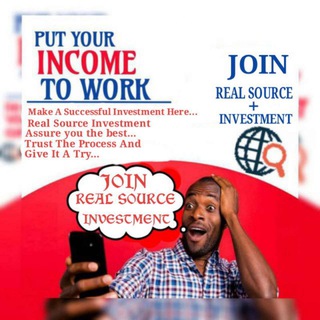 PUT YOUR
INCOME
TO WORK
Make A Successful Investment Here...
Real Source Investment
Assure you the best...
Trust The Process And
Give It A Try...
JOIN
REAL SOURCE
+
INVESTMENT
JOIN
REAL SOURCE
INVESTMENT